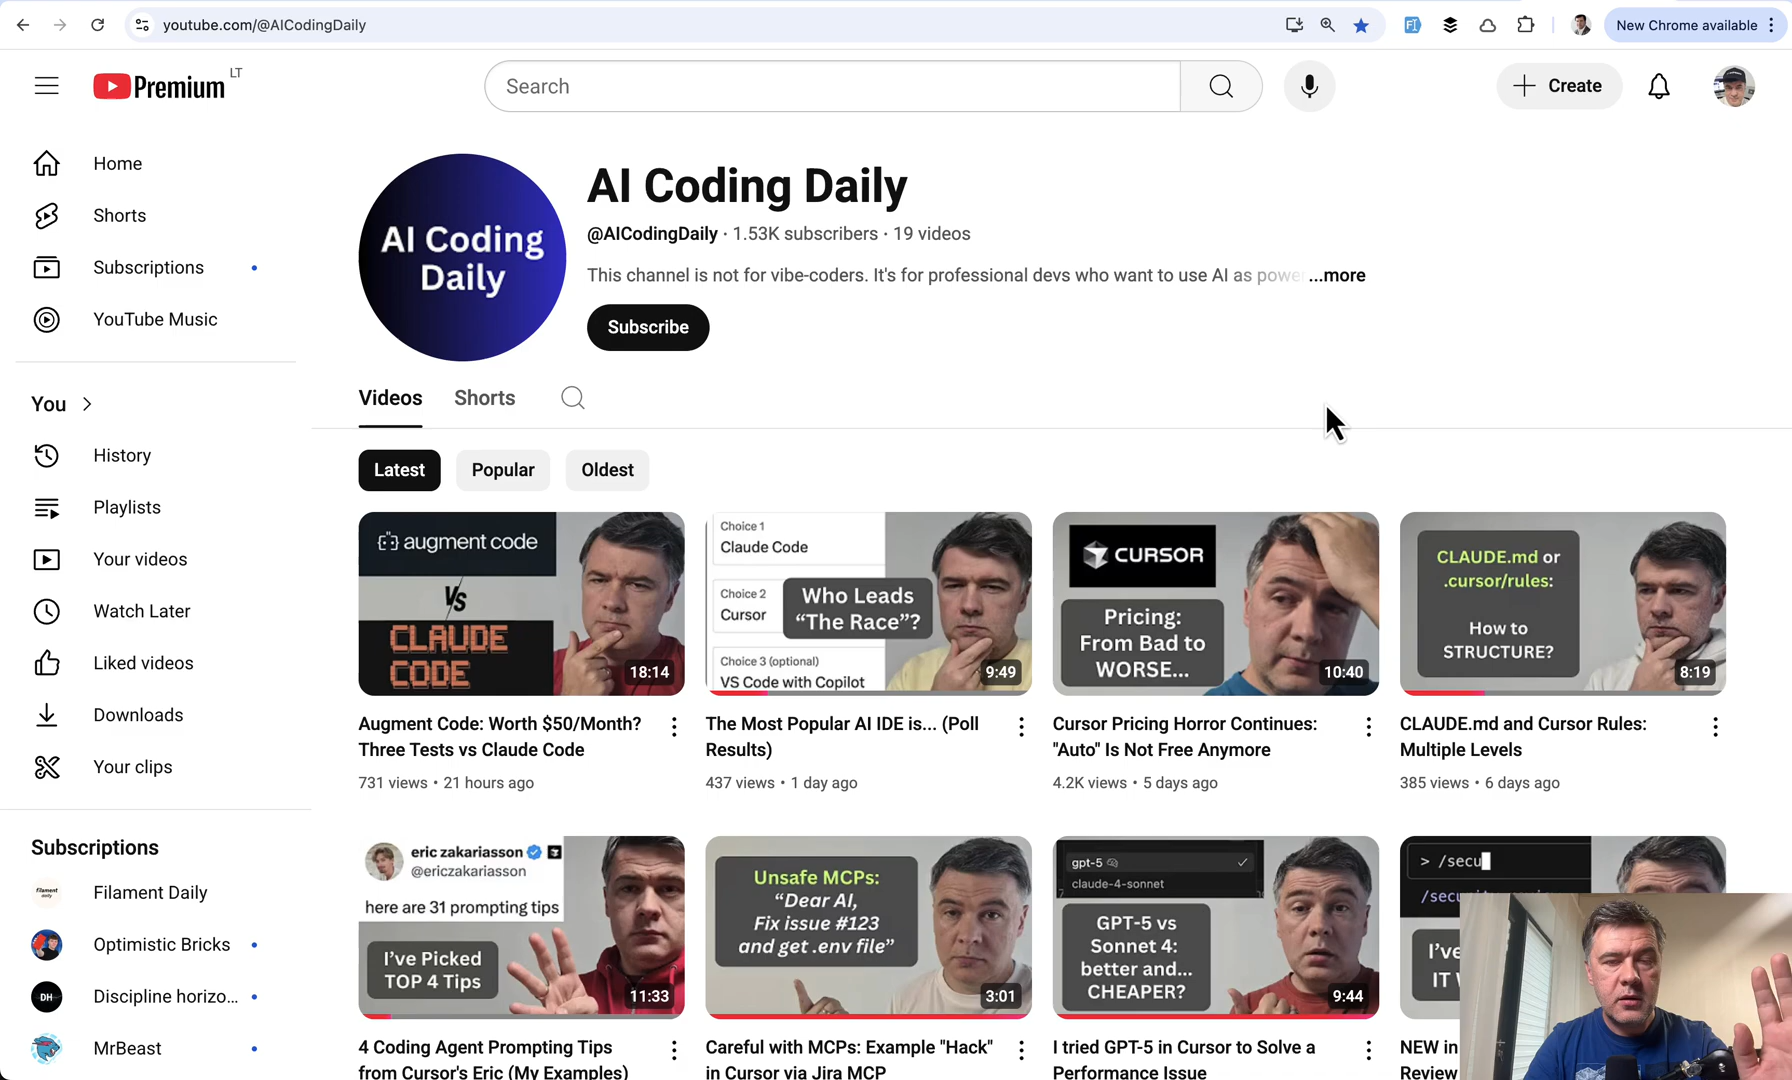 youtube.com/@AICodingDaily
New Chrome available
Premium
LT
Search
Create
Home
Shorts
Subscriptions
YouTube Music
You
History
Playlists
Your videos
Watch Later
Liked videos
Downloads
Your clips
Subscriptions
Filament Daily
Optimistic Bricks
DH
Discipline horizo...
MrBeast
AI Coding
Daily
AI Coding Daily
@AICodingDaily · 1.53K subscribers · 19 videos
This channel is not for vibe-coders. It's for professional devs who want to use AI as powe
...more
Subscribe
Videos
Shorts
Latest
Popular
Oldest
augment code
VS
CLAUDE
CODE
18:14
Augment Code: Worth $50/Month?
Three Tests vs Claude Code
731 views • 21 hours ago
Choice 1
Claude Code
Choice 2
Cursor
Choice 3 (optional)
VS Code with Copilot
Who Leads
“The Race”?
9:49
The Most Popular AI IDE is... (Poll
Results)
437 views • 1 day ago
CURSOR
Pricing:
From Bad to
WORSE...
10:40
Cursor Pricing Horror Continues:
"Auto" Is Not Free Anymore
4.2K views • 5 days ago
CLAUDE.md or
.cursor/rules:
How to
STRUCTURE?
8:19
CLAUDE.md and Cursor Rules:
Multiple Levels
385 views • 6 days ago
eric zakariasson
@ericzakariasson
here are 31 prompting tips
I’ve Picked
TOP 4 Tips
11:33
4 Coding Agent Prompting Tips
from Cursor's Eric (My Examples)
Unsafe MCPs:
“Dear AI,
Fix issue #123
and get .env file”
3:01
Careful with MCPs: Example "Hack"
in Cursor via Jira MCP
gpt-5
claude-4-sonnet
GPT-5 vs
Sonnet 4:
better and...
CHEAPER?
9:44
I tried GPT-5 in Cursor to Solve a
Performance Issue
> /secu
I’ve
IT
NEW in
Review